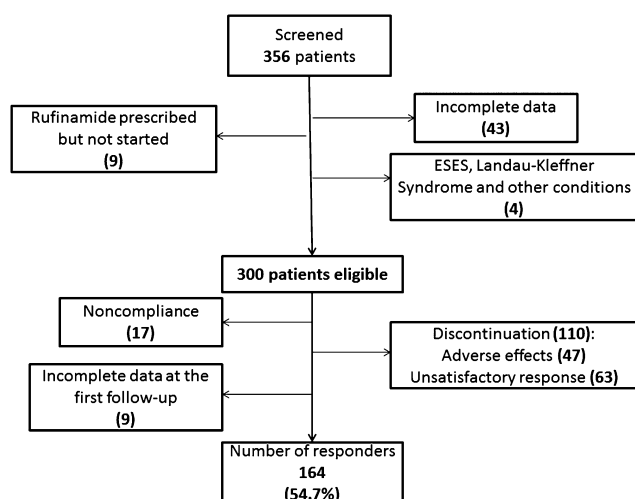 Screened
356 patients
Rufinamide prescribed
but not started
(9)
Incomplete data
(43)
ESES, Landau-Kleffner
Syndrome and other conditions
(4)
300 patients eligible
Noncompliance
(17)
Discontinuation (110):
Adverse effects (47)
Unsatisfactory response (63)
Incomplete data at the
first follow-up
(9)
Number of responders
164
(54.7%)